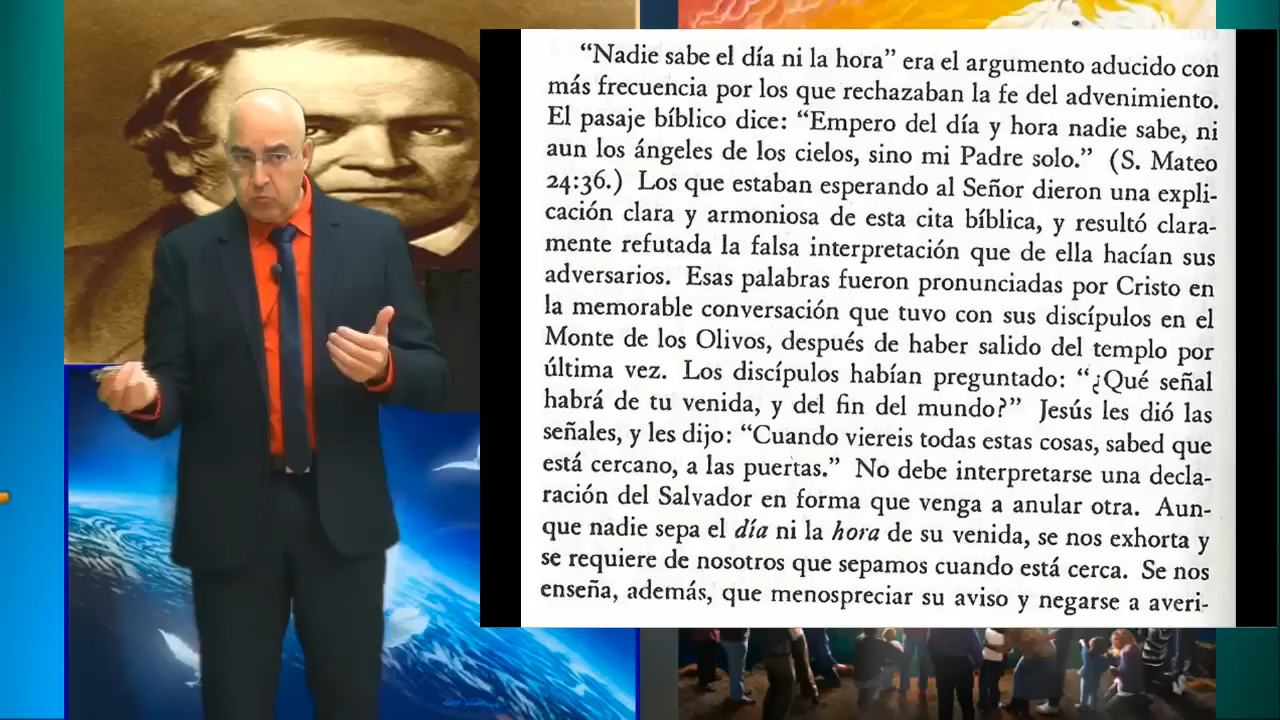 “Nadie sabe el día ni la hora” era el argumento aducido con
más frecuencia por los que rechazaban la fe del advenimiento.
El pasaje bíblico dice: “Empero del día y hora nadie sabe, ni
aun los ángeles de los cielos, sino mi Padre solo.” (S. Mateo
24:36.) Los que estaban esperando al Señor dieron una expli-
cación clara y armoniosa de esta cita bíblica, y resultó clara-
mente refutada la falsa interpretación que de ella hacían sus
adversarios. Esas palabras fueron pronunciadas por Cristo en
la memorable conversación que tuvo con sus discípulos en el
Monte de los Olivos, después de haber salido del templo por
última vez. Los discípulos habían preguntado: “¿Qué señal
habrá de tu venida, y del fin del mundo?” Jesús les dió las
señales, y les dijo: “Cuando viereis todas estas cosas, sabed que
está cercano, a las puertas.” No debe interpretarse una decla-
ración del Salvador en forma que venga a anular otra. Aun-
que nadie sepa el día ni la hora de su venida, se nos exhorta y
se requiere de nosotros que sepamos cuando está cerca. Se nos
enseña, además, que menospreciar su aviso y negarse a averi-